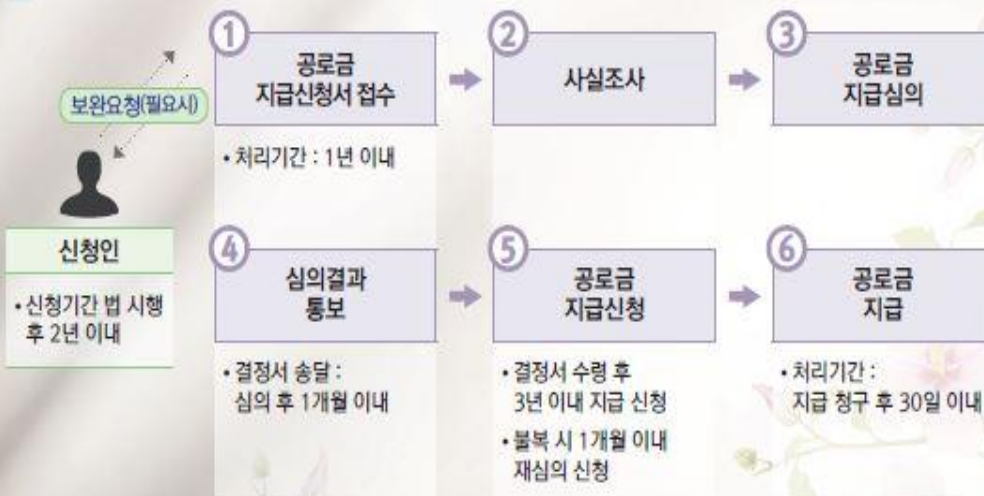 보완요청(필요시)
신청인
• 신청기간 법 시행
후 2년 이내
1
공로금
지급신청서 접수
• 처리기간 : 1년 이내
2
사실조사
3
공로금
지급심의
4
심의결과
통보
• 결정서 송달 :
심의 후 1개월 이내
5
공로금
지급신청
• 결정서 수령 후
3년 이내 지급 신청
• 불복 시 1개월 이내
재심의 신청
6
공로금
지급
• 처리기간 :
지급 청구 후 30일 이내